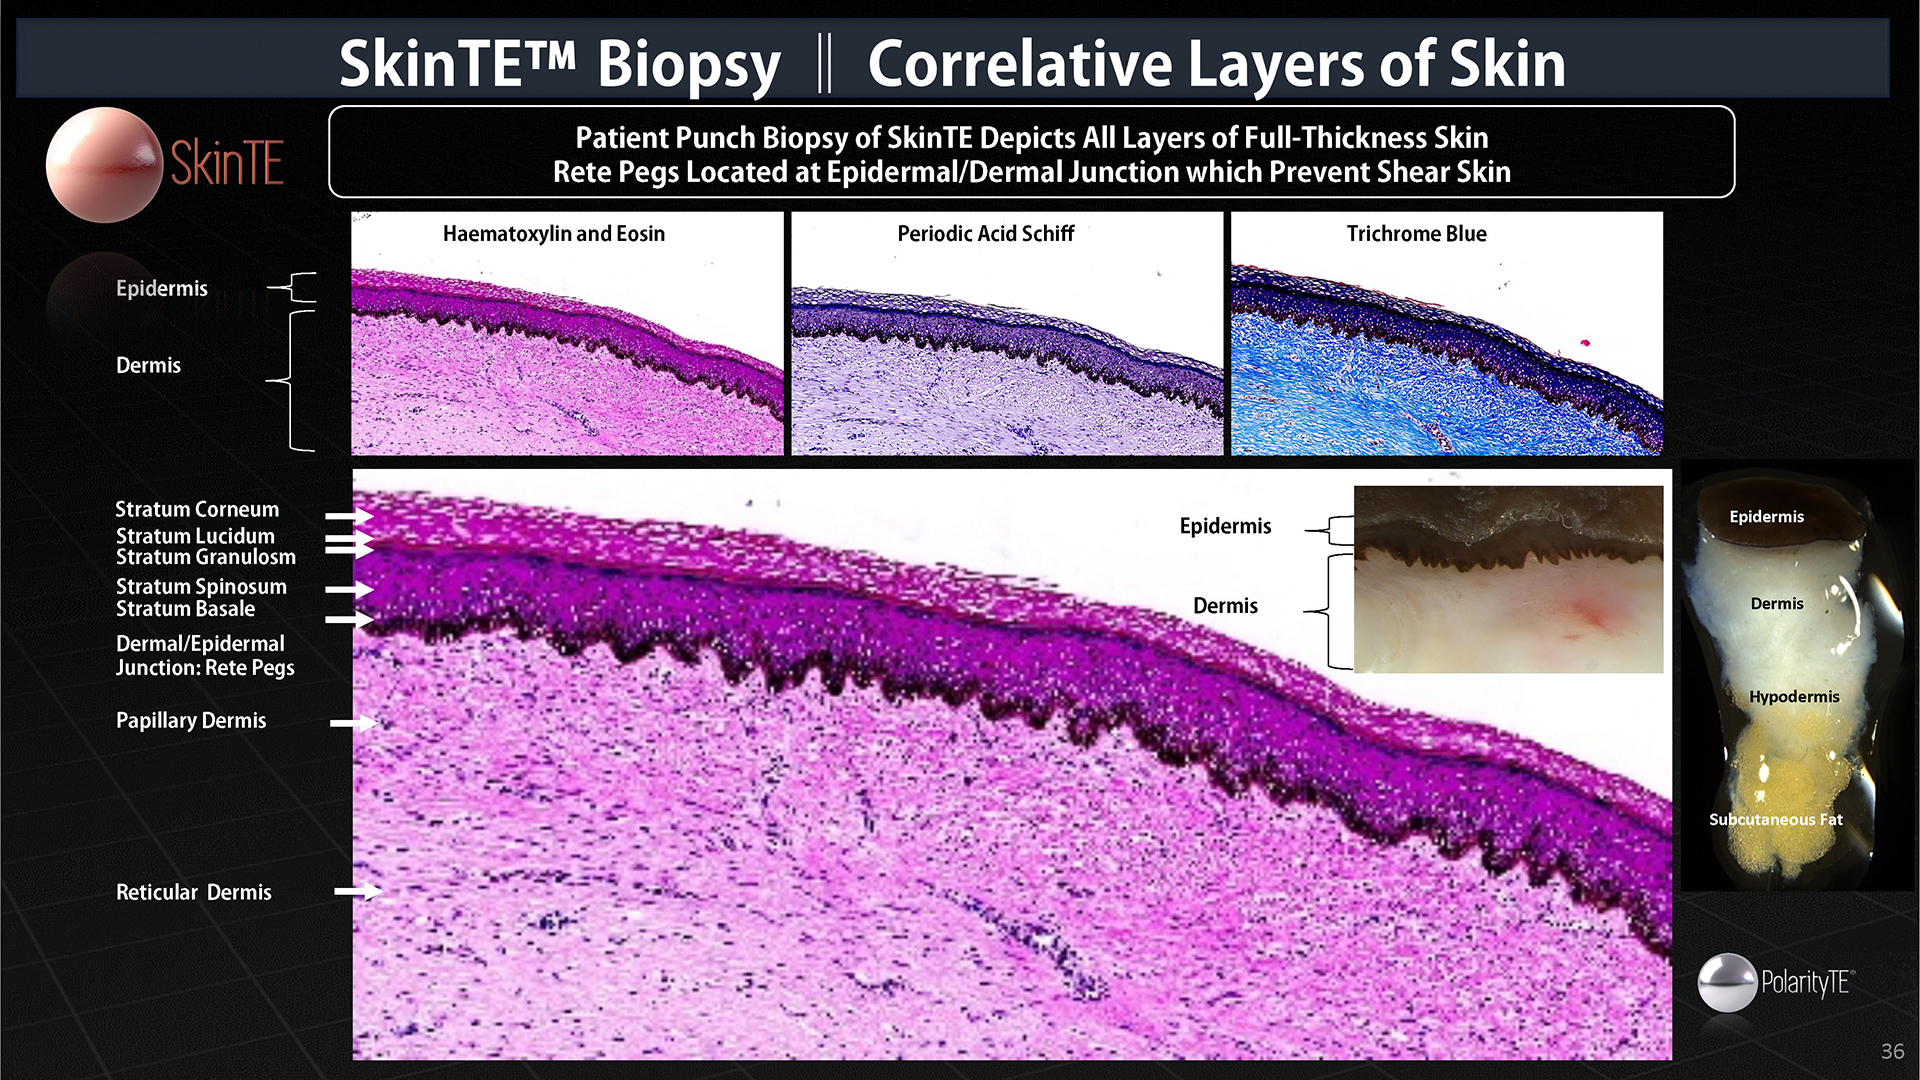 SkinTE™ Biopsy || Correlative Layers of Skin
SkinTE
Patient Punch Biopsy of SkinTE Depicts All Layers of Full-Thickness Skin
Rete Pegs Located at Epidermal/Dermal Junction which Prevent Shear Skin
Haematoxylin and Eosin
Periodic Acid Schiff
Trichrome Blue
Epidermis
Dermis
Stratum Corneum
Stratum Lucidum
Stratum Granulosm
Stratum Spinosum
Stratum Basale
Dermal/Epidermal
Junction: Rete Pegs
Papillary Dermis
Reticular Dermis
Epidermis
Dermis
Epidermis
Dermis
Hypodermis
Subcutaneous Fat
PolarityTE®
36